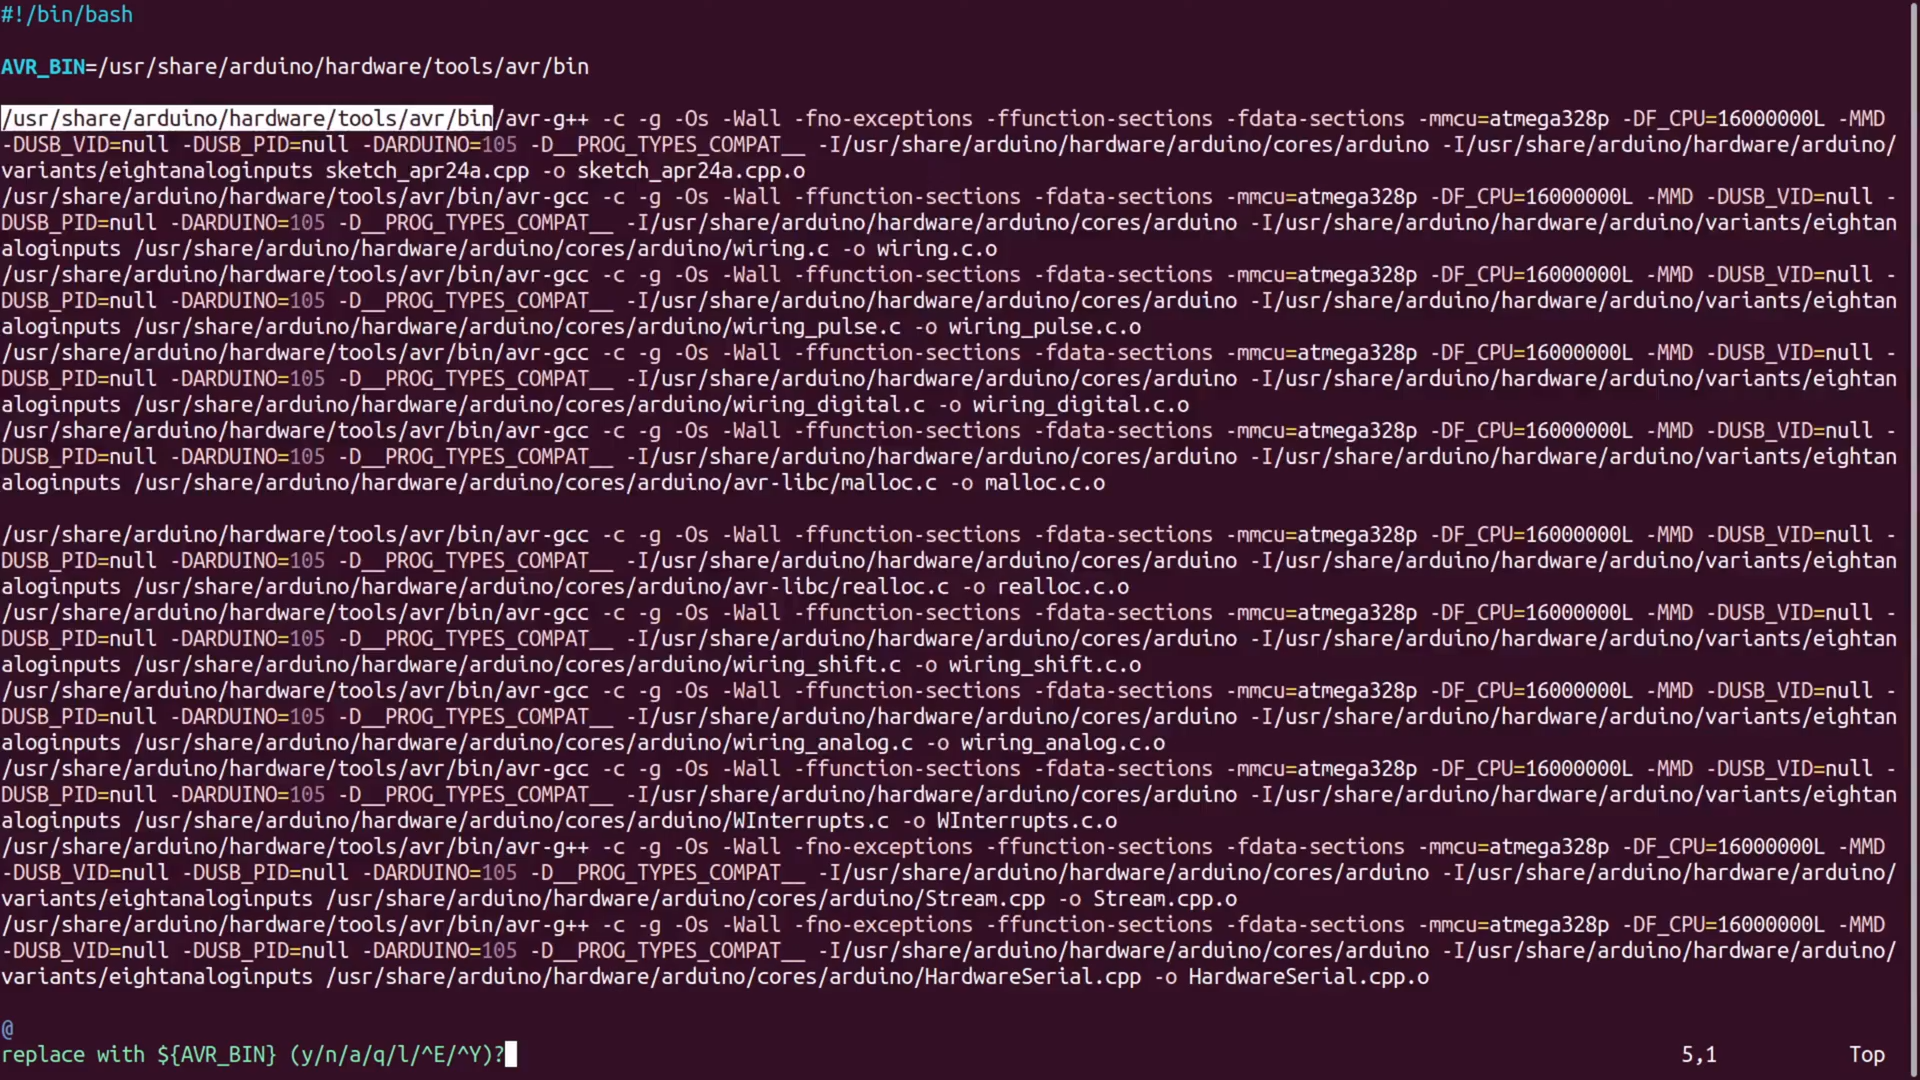 #!/bin/bash
AVR_BIN=/usr/share/arduino/hardware/tools/avr/bin
/usr/share/arduino/hardware/tools/avr/bin/avr-g++ -c -g -Os -Wall -fno-exceptions -ffunction-sections -fdata-sections -mmcu=atmega328p -DF_CPU=16000000L -MMD
-DUSB_VID=null -DUSB_PID=null -DARDUINO=105 -D__PROG_TYPES_COMPAT__ -I/usr/share/arduino/hardware/arduino/cores/arduino -I/usr/share/arduino/hardware/arduino/
variants/eightanaloginputs sketch_apr24a.cpp -o sketch_apr24a.cpp.o
/usr/share/arduino/hardware/tools/avr/bin/avr-gcc -c -g -Os -Wall -ffunction-sections -fdata-sections -mmcu=atmega328p -DF_CPU=16000000L -MMD -DUSB_VID=null -
DUSB_PID=null -DARDUINO=105 -D__PROG_TYPES_COMPAT__ -I/usr/share/arduino/hardware/arduino/cores/arduino -I/usr/share/arduino/hardware/arduino/variants/eightan
aloginputs /usr/share/arduino/hardware/arduino/cores/arduino/wiring.c -o wiring.c.o
/usr/share/arduino/hardware/tools/avr/bin/avr-gcc -c -g -Os -Wall -ffunction-sections -fdata-sections -mmcu=atmega328p -DF_CPU=16000000L -MMD -DUSB_VID=null -
DUSB_PID=null -DARDUINO=105 -D__PROG_TYPES_COMPAT__ -I/usr/share/arduino/hardware/arduino/cores/arduino -I/usr/share/arduino/hardware/arduino/variants/eightan
aloginputs /usr/share/arduino/hardware/arduino/cores/arduino/wiring_pulse.c -o wiring_pulse.c.o
/usr/share/arduino/hardware/tools/avr/bin/avr-gcc -c -g -Os -Wall -ffunction-sections -fdata-sections -mmcu=atmega328p -DF_CPU=16000000L -MMD -DUSB_VID=null -
DUSB_PID=null -DARDUINO=105 -D__PROG_TYPES_COMPAT__ -I/usr/share/arduino/hardware/arduino/cores/arduino -I/usr/share/arduino/hardware/arduino/variants/eightan
aloginputs /usr/share/arduino/hardware/arduino/cores/arduino/wiring_digital.c -o wiring_digital.c.o
/usr/share/arduino/hardware/tools/avr/bin/avr-gcc -c -g -Os -Wall -ffunction-sections -fdata-sections -mmcu=atmega328p -DF_CPU=16000000L -MMD -DUSB_VID=null -
DUSB_PID=null -DARDUINO=105 -D__PROG_TYPES_COMPAT__ -I/usr/share/arduino/hardware/arduino/cores/arduino -I/usr/share/arduino/hardware/arduino/variants/eightan
aloginputs /usr/share/arduino/hardware/arduino/cores/arduino/avr-libc/malloc.c -o malloc.c.o
/usr/share/arduino/hardware/tools/avr/bin/avr-gcc -c -g -Os -Wall -ffunction-sections -fdata-sections -mmcu=atmega328p -DF_CPU=16000000L -MMD -DUSB_VID=null -
DUSB_PID=null -DARDUINO=105 -D__PROG_TYPES_COMPAT__ -I/usr/share/arduino/hardware/arduino/cores/arduino -I/usr/share/arduino/hardware/arduino/variants/eightan
aloginputs /usr/share/arduino/hardware/arduino/cores/arduino/avr-libc/realloc.c -o realloc.c.o
/usr/share/arduino/hardware/tools/avr/bin/avr-gcc -c -g -Os -Wall -ffunction-sections -fdata-sections -mmcu=atmega328p -DF_CPU=16000000L -MMD -DUSB_VID=null -
DUSB_PID=null -DARDUINO=105 -D__PROG_TYPES_COMPAT__ -I/usr/share/arduino/hardware/arduino/cores/arduino -I/usr/share/arduino/hardware/arduino/variants/eightan
aloginputs /usr/share/arduino/hardware/arduino/cores/arduino/wiring_shift.c -o wiring_shift.c.o
/usr/share/arduino/hardware/tools/avr/bin/avr-gcc -c -g -Os -Wall -ffunction-sections -fdata-sections -mmcu=atmega328p -DF_CPU=16000000L -MMD -DUSB_VID=null -
DUSB_PID=null -DARDUINO=105 -D__PROG_TYPES_COMPAT__ -I/usr/share/arduino/hardware/arduino/cores/arduino -I/usr/share/arduino/hardware/arduino/variants/eightan
aloginputs /usr/share/arduino/hardware/arduino/cores/arduino/wiring_analog.c -o wiring_analog.c.o
/usr/share/arduino/hardware/tools/avr/bin/avr-gcc -c -g -Os -Wall -ffunction-sections -fdata-sections -mmcu=atmega328p -DF_CPU=16000000L -MMD -DUSB_VID=null -
DUSB_PID=null -DARDUINO=105 -D__PROG_TYPES_COMPAT__ -I/usr/share/arduino/hardware/arduino/cores/arduino -I/usr/share/arduino/hardware/arduino/variants/eightan
aloginputs /usr/share/arduino/hardware/arduino/cores/arduino/WInterrupts.c -o WInterrupts.c.o
/usr/share/arduino/hardware/tools/avr/bin/avr-g++ -c -g -Os -Wall -fno-exceptions -ffunction-sections -fdata-sections -mmcu=atmega328p -DF_CPU=16000000L -MMD
-DUSB_VID=null -DUSB_PID=null -DARDUINO=105 -D__PROG_TYPES_COMPAT__ -I/usr/share/arduino/hardware/arduino/cores/arduino -I/usr/share/arduino/hardware/arduino/
variants/eightanaloginputs /usr/share/arduino/hardware/arduino/cores/arduino/Stream.cpp -o Stream.cpp.o
/usr/share/arduino/hardware/tools/avr/bin/avr-g++ -c -g -Os -Wall -fno-exceptions -ffunction-sections -fdata-sections -mmcu=atmega328p -DF_CPU=16000000L -MMD
-DUSB_VID=null -DUSB_PID=null -DARDUINO=105 -D__PROG_TYPES_COMPAT__ -I/usr/share/arduino/hardware/arduino/cores/arduino -I/usr/share/arduino/hardware/arduino/
variants/eightanaloginputs /usr/share/arduino/hardware/arduino/cores/arduino/HardwareSerial.cpp -o HardwareSerial.cpp.o
@
replace with ${AVR_BIN} (y/n/a/q/l/^E/^Y)? 5,1 Top